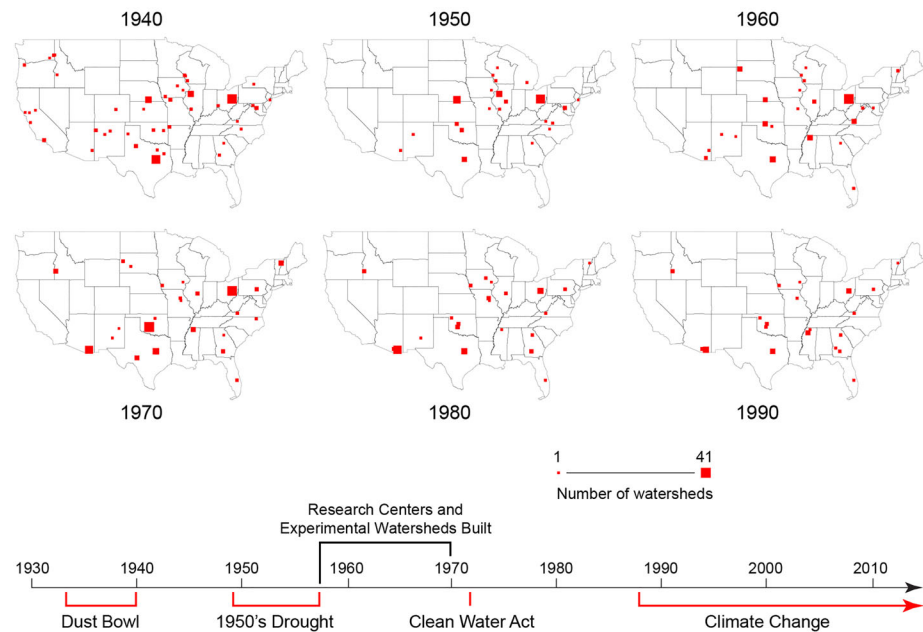 1940
1950
1960
1970
1980
1990
1
41
Number of watersheds
Research Centers and
Experimental Watersheds Built
1930
1940
1950
1960
1970
1980
1990
2000
2010
Dust Bowl
1950's Drought
Clean Water Act
Climate Change